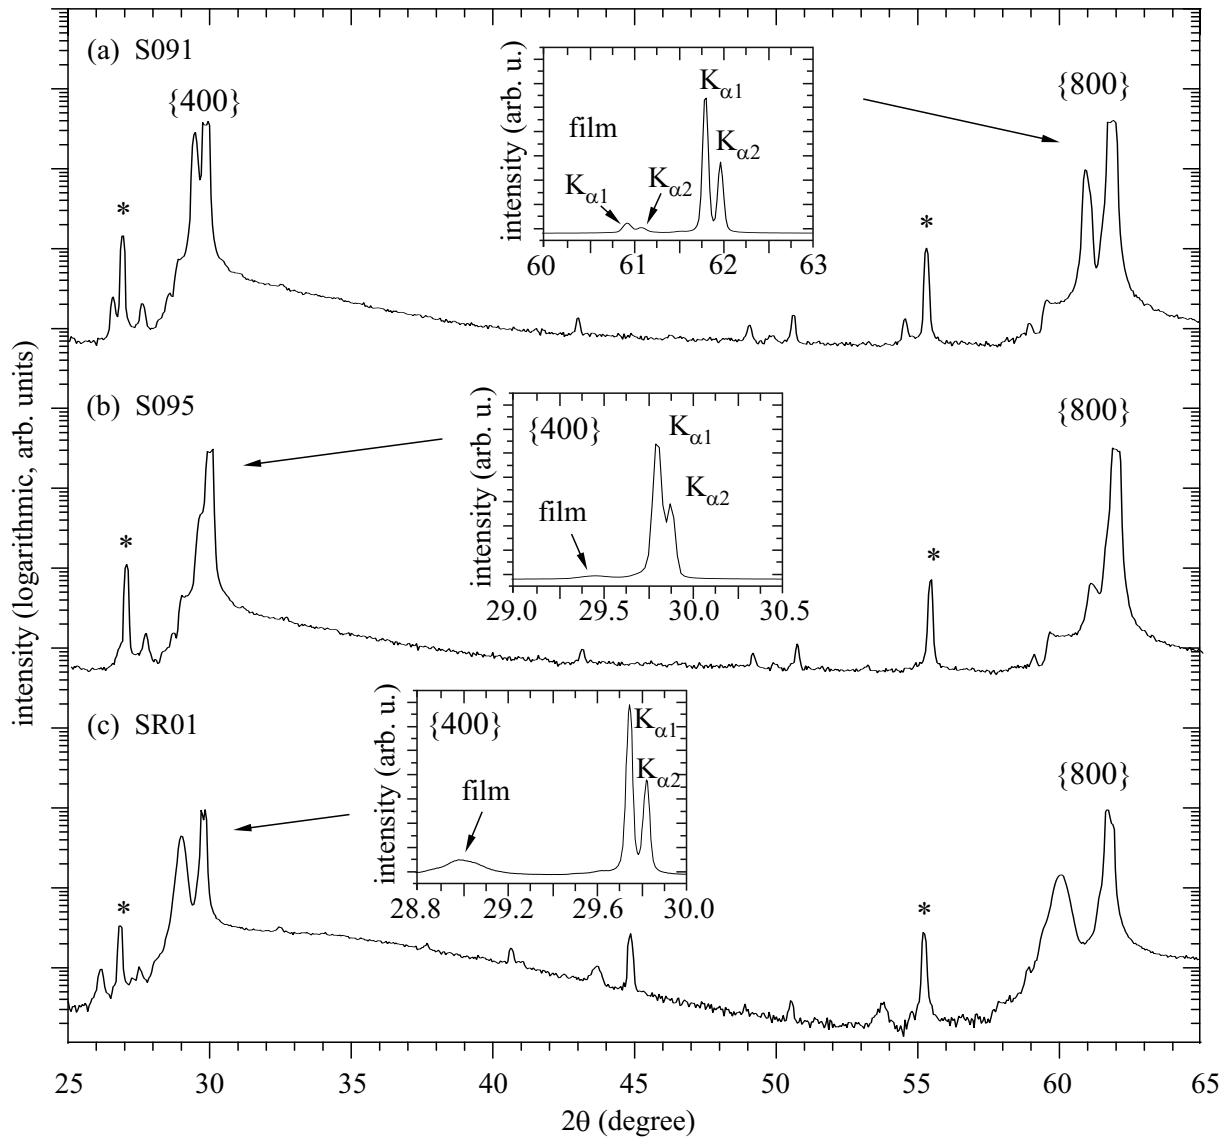 (a) S091
{400}
*
*
{800}
intensity (arb. u.)
film
Kα1
Kα2
Kα1
Kα2
60 61 62 63
(b) S095
*
*
{800}
intensity (arb. u.)
{400}
film
Kα1
Kα2
29.0 29.5 30.0 30.5
(c) SR01
*
*
{800}
intensity (arb. u.)
{400}
film
Kα1
Kα2
28.8 29.2 29.6 30.0
intensity (logarithmic, arb. units)
25 30 35 40 45 50 55 60 65
2θ (degree)